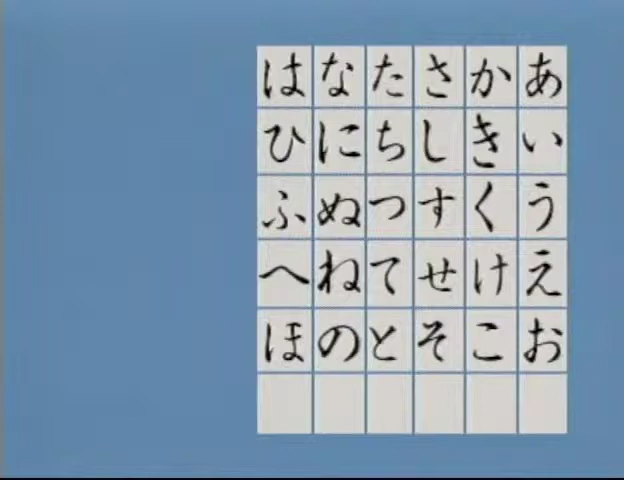 はなたさかあ
ひにちしきい
ふぬつすくう
へねてせけえ
ほのとそこお